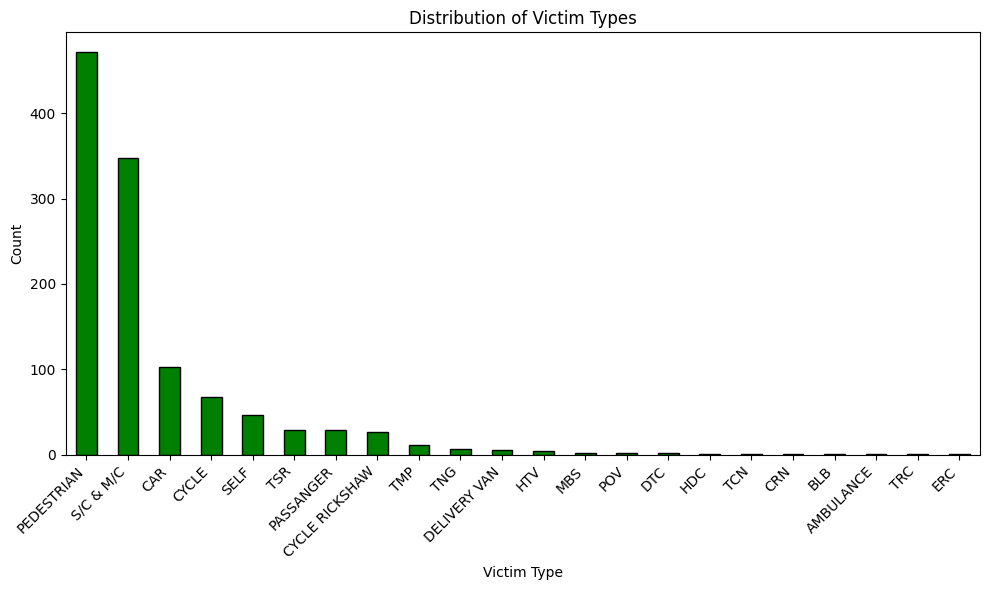 Distribution of Victim Types
Count
400
300
200
100
0
PEDESTRIAN
S/C & M/C
CAR
CYCLE
SELF
TSR
PASSANGER
CYCLE RICKSHAW
TMP
TNG
DELIVERY VAN
HTV
MBS
POV
DTC
HDC
TCN
CRN
BLB
AMBULANCE
TRC
ERC
Victim Type